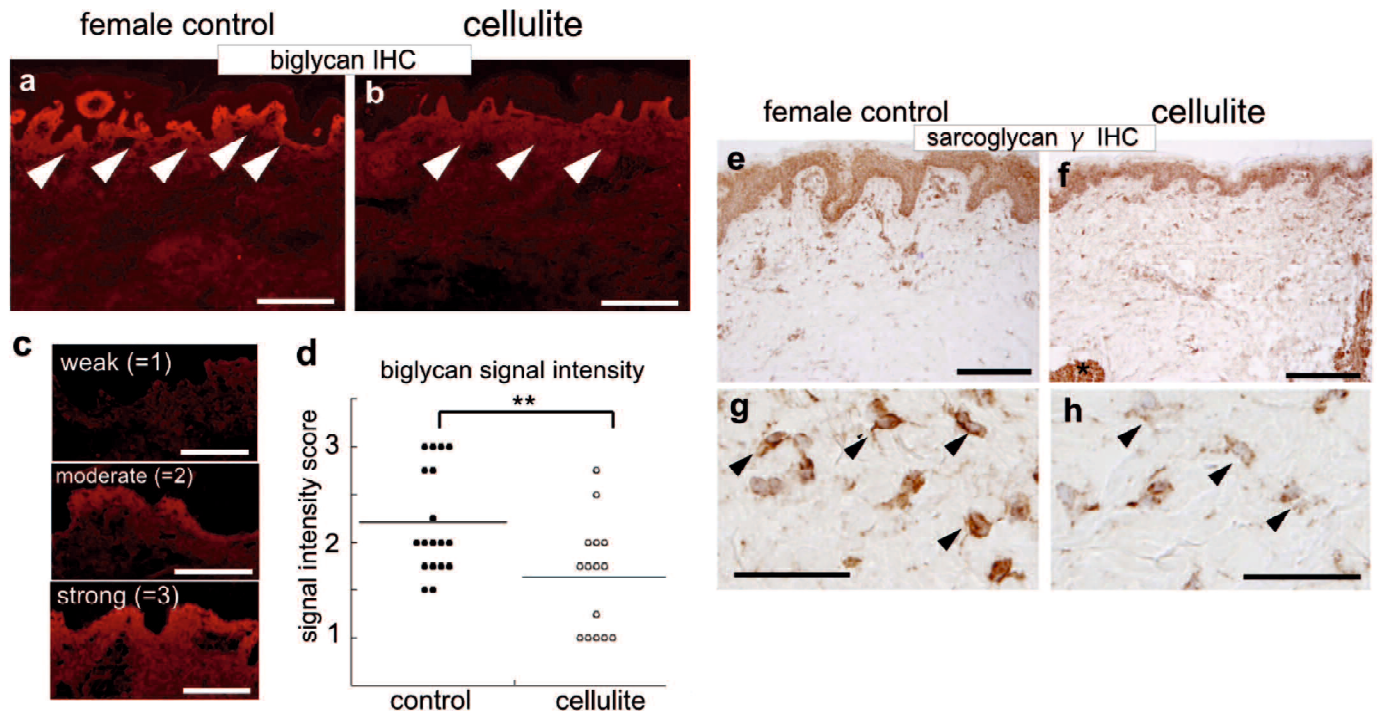 female control
cellulite
biglycan IHC
a
b
c
weak (=1)
moderate (=2)
strong (=3)
d
biglycan signal intensity
**
signal intensity score
3
2
1
control
cellulite
female control
cellulite
sarcoglycan γ IHC
e
f
*
g
h